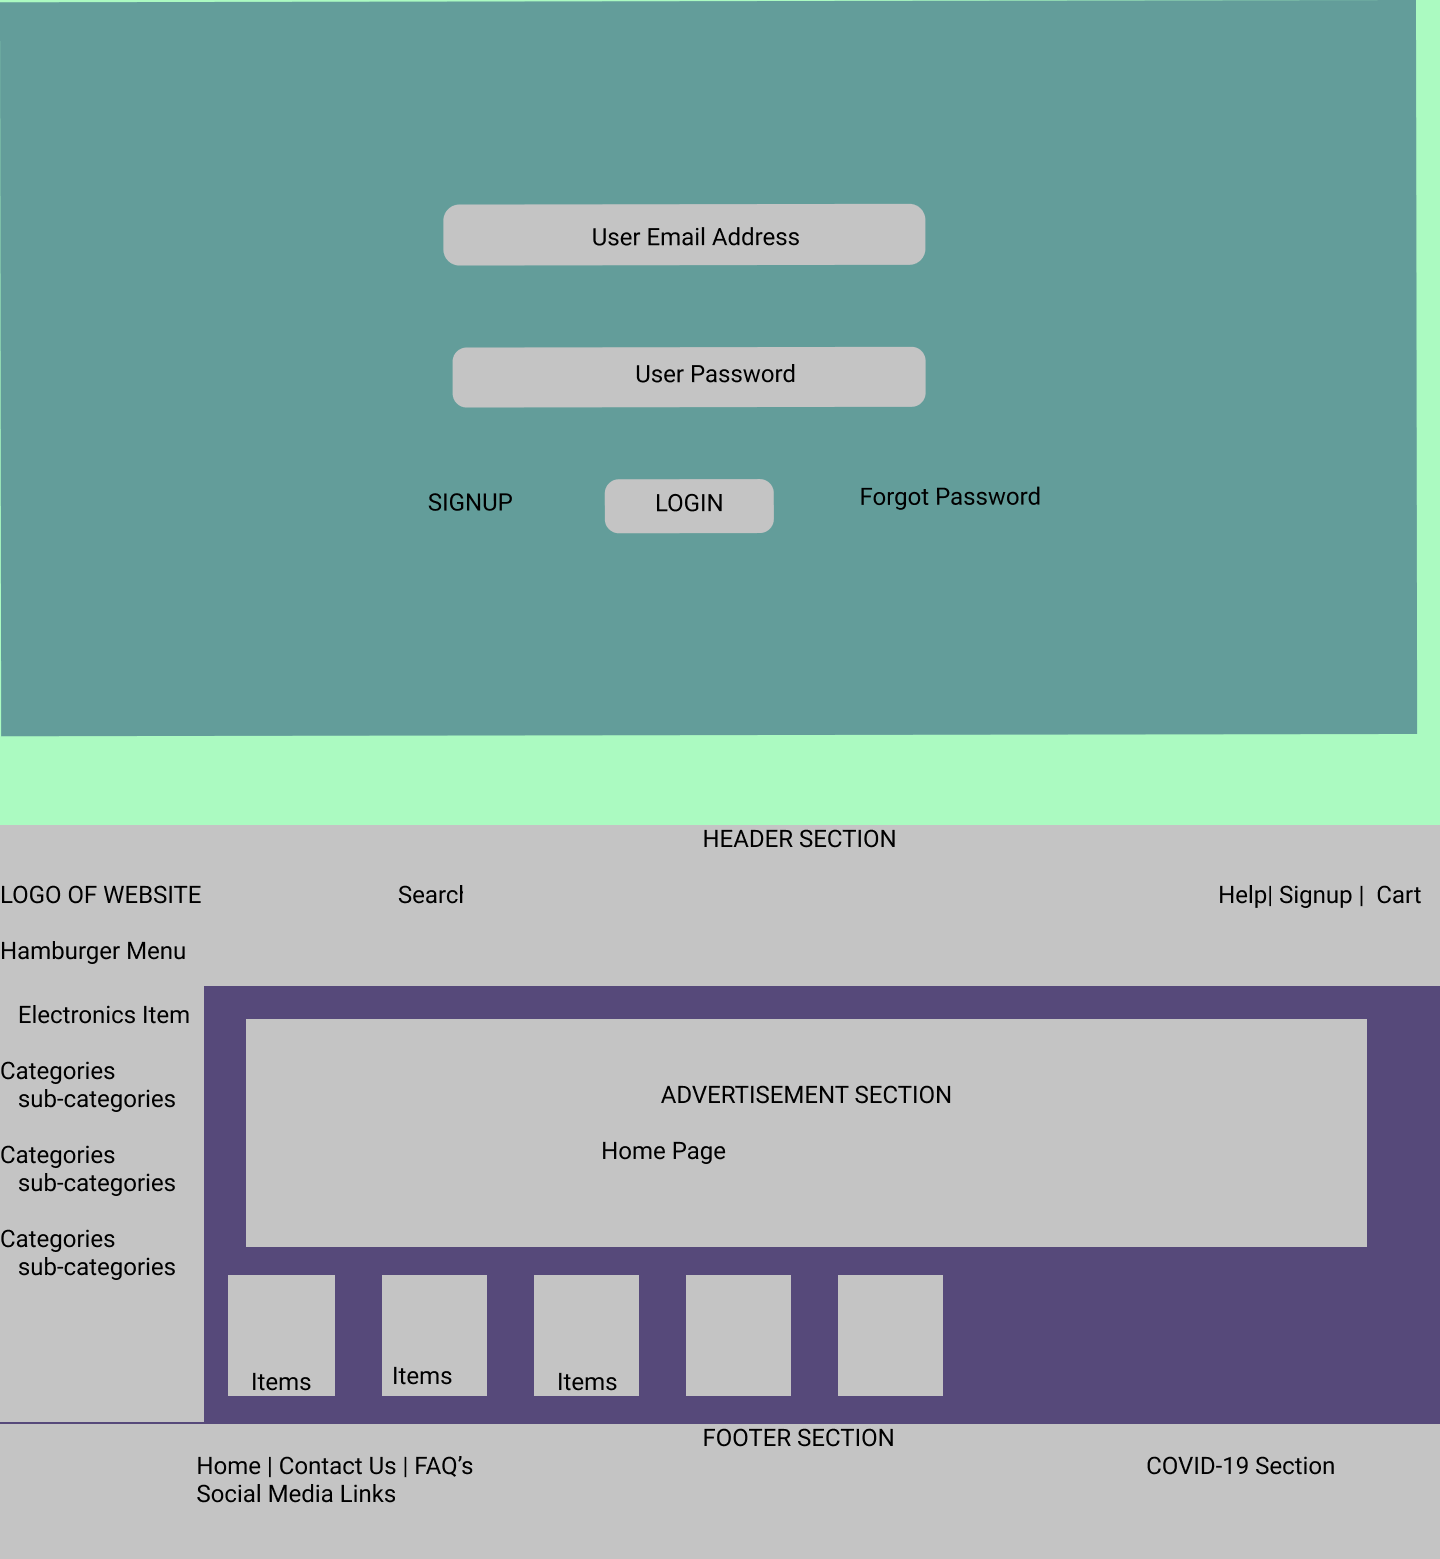 User Email Address
User Password
SIGNUP
LOGIN
Forgot Password
HEADER SECTION
LOGO OF WEBSITE
Search
Help| Signup | Cart
Hamburger Menu
Electronics Item
Categories
sub-categories
Categories
sub-categories
Categories
sub-categories
ADVERTISEMENT SECTION
Home Page
Items
Items
Items
FOOTER SECTION
Home | Contact Us | FAQ’s
COVID-19 Section
Social Media Links